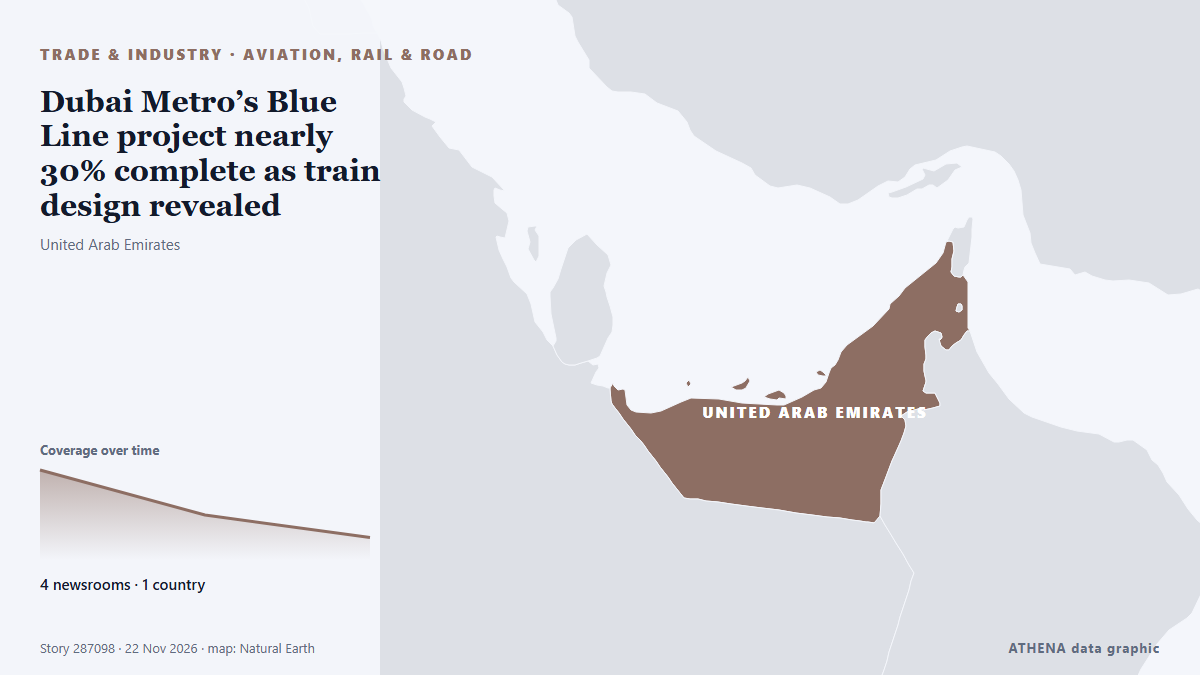 TRADE & INDUSTRY · AVIATION, RAIL & ROAD
Dubai Metro’s Blue
Line project nearly
30% complete as train
design revealed
United Arab Emirates
UNITED ARAB EMIRATES
Coverage over time
4 newsrooms · 1 country
Story 287098 · 22 Nov 2026 · map: Natural Earth
ATHENA data graphic